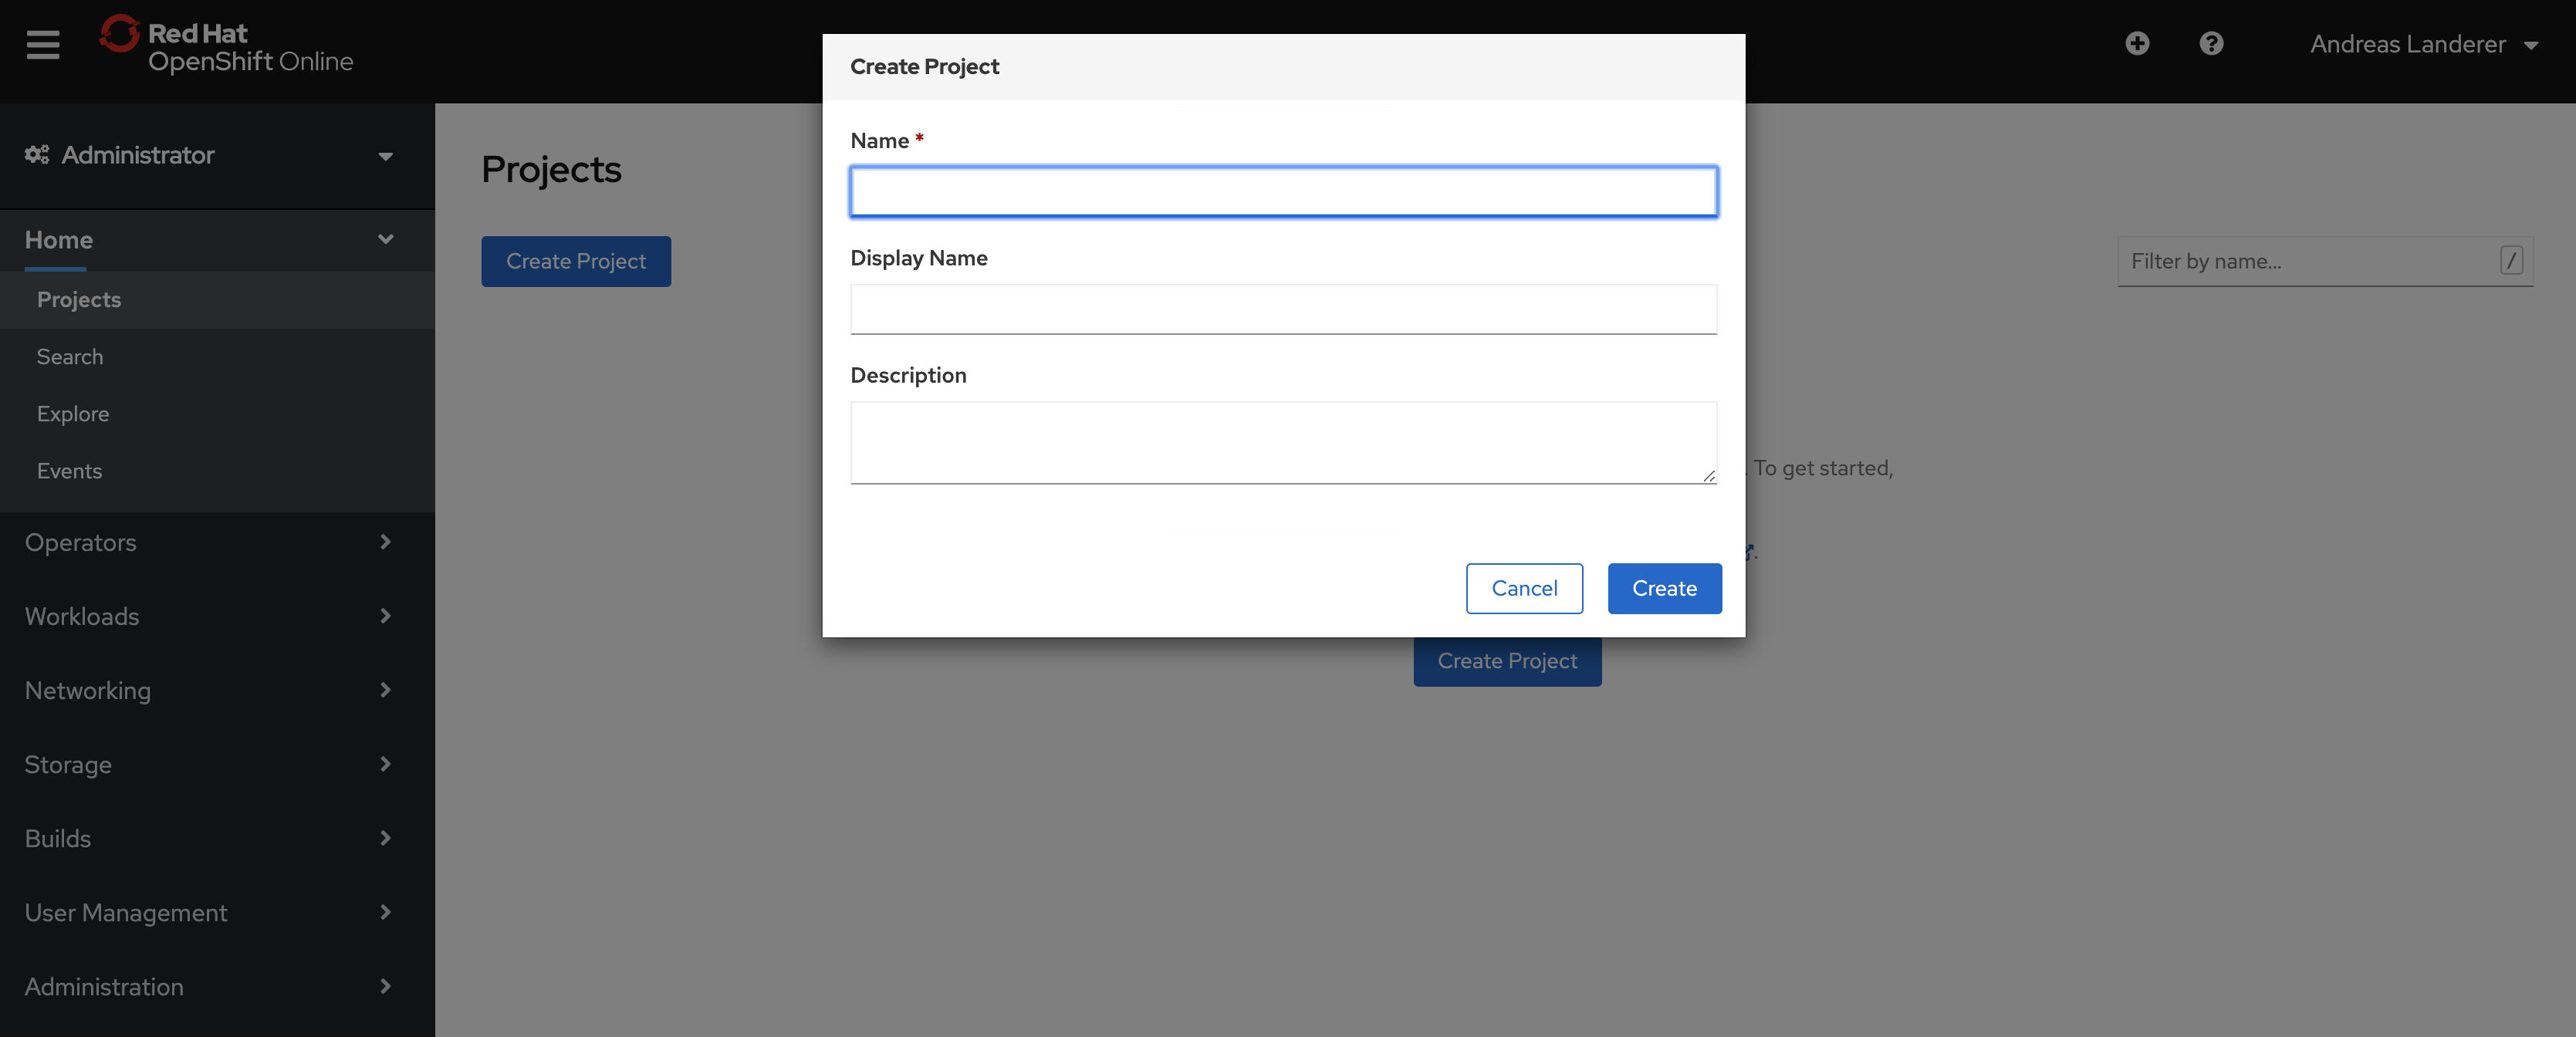 Red Hat
OpenShift Online
Andreas Landerer
Administrator
Home
Projects
Search
Explore
Events
Operators
Workloads
Networking
Storage
Builds
User Management
Administration
Projects
Create Project
Filter by name...
/
. To get started,
.
Create Project
Create Project
Name *
Display Name
Description
Cancel
Create